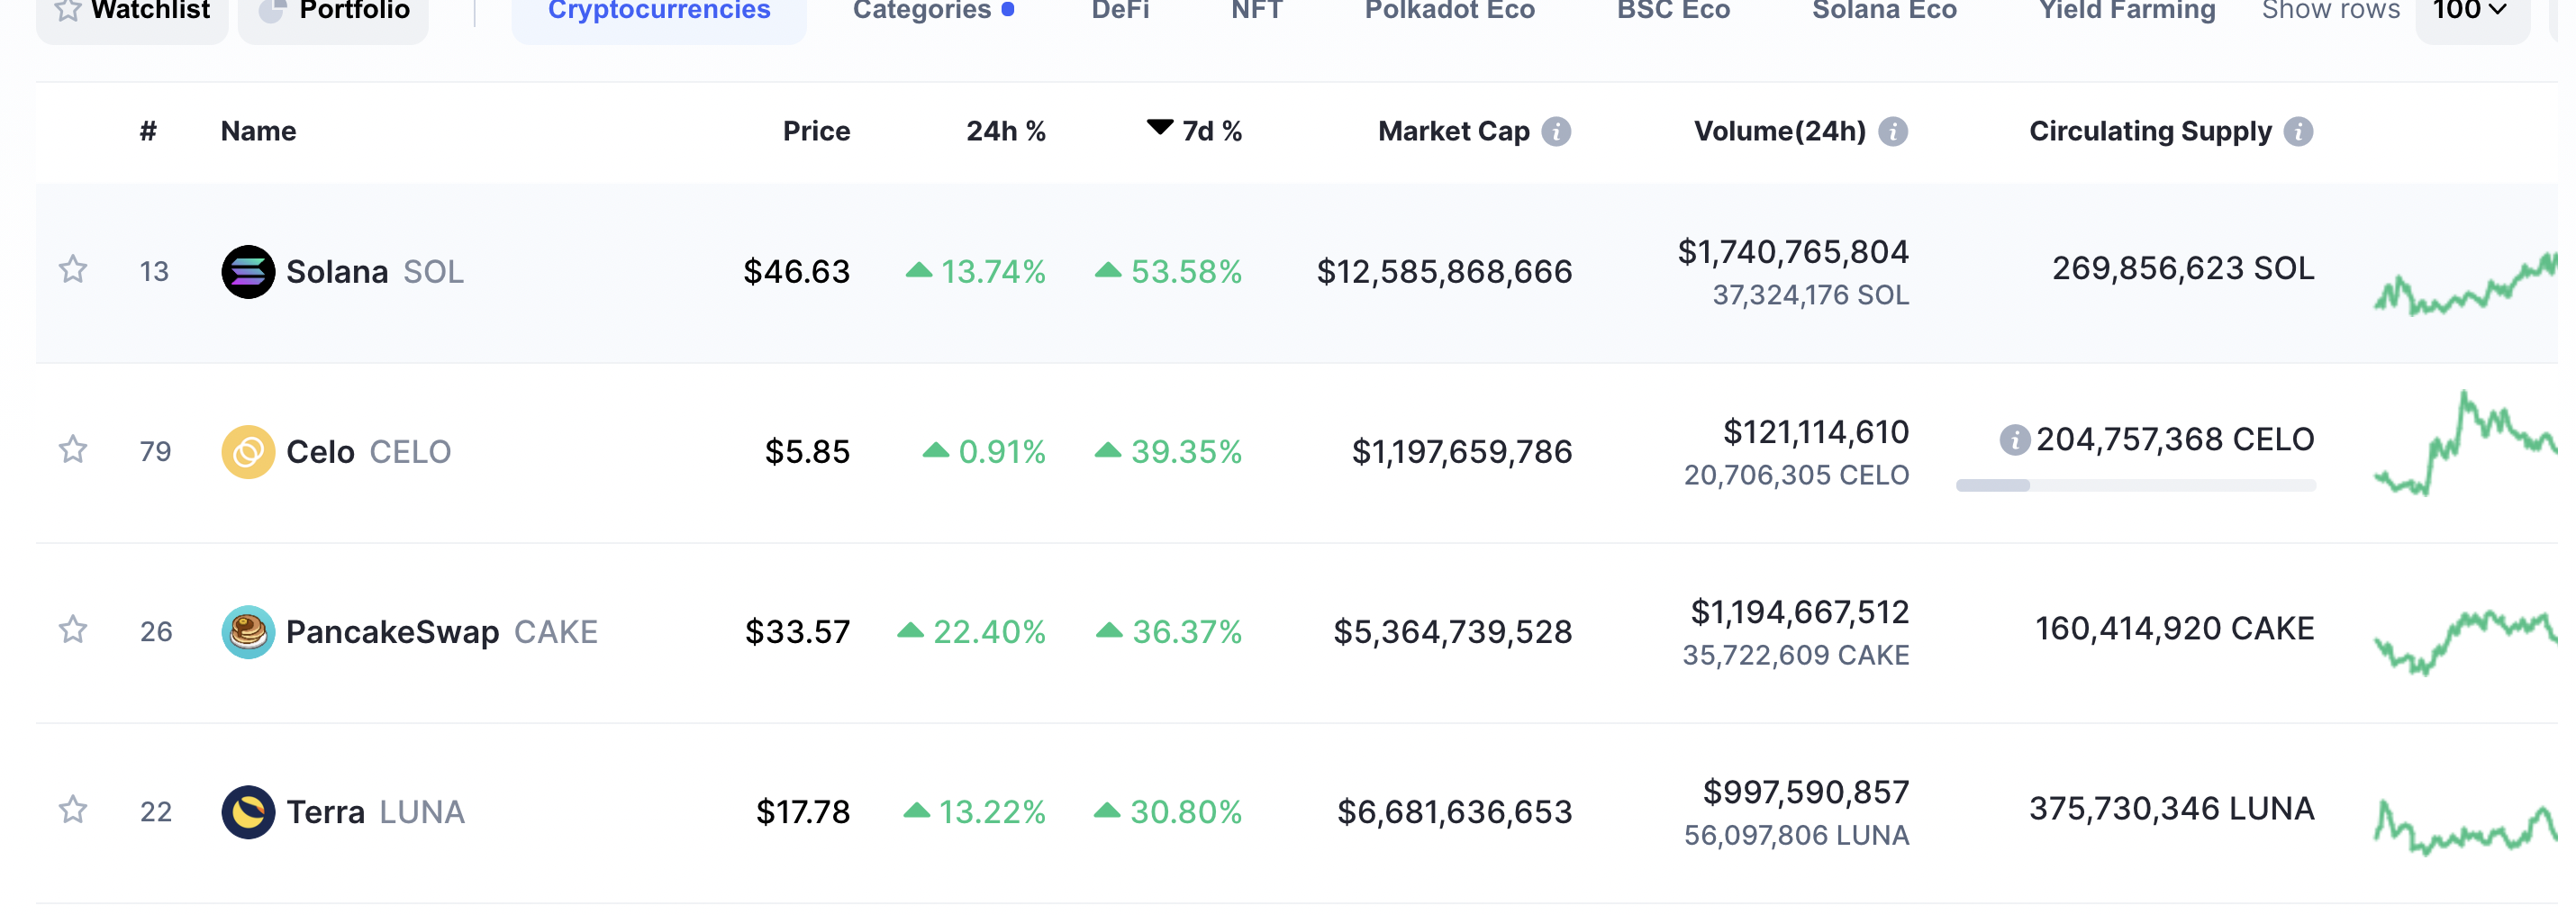 Watchlist Portfolio Cryptocurrencies Categories DeFi NFT Polkadot Eco BSC Eco Solana Eco Yield Farming Show rows 100
# Name Price 24h % 7d % Market Cap Volume(24h) Circulating Supply
13 Solana SOL $46.63 13.74% 53.58% $12,585,868,666 $1,740,765,804 269,856,623 SOL
37,324,176 SOL
79 Celo CELO $5.85 0.91% 39.35% $1,197,659,786 $121,114,610 204,757,368 CELO
20,706,305 CELO
26 PancakeSwap CAKE $33.57 22.40% 36.37% $5,364,739,528 $1,194,667,512 160,414,920 CAKE
35,722,609 CAKE
22 Terra LUNA $17.78 13.22% 30.80% $6,681,636,653 $997,590,857 375,730,346 LUNA
56,097,806 LUNA